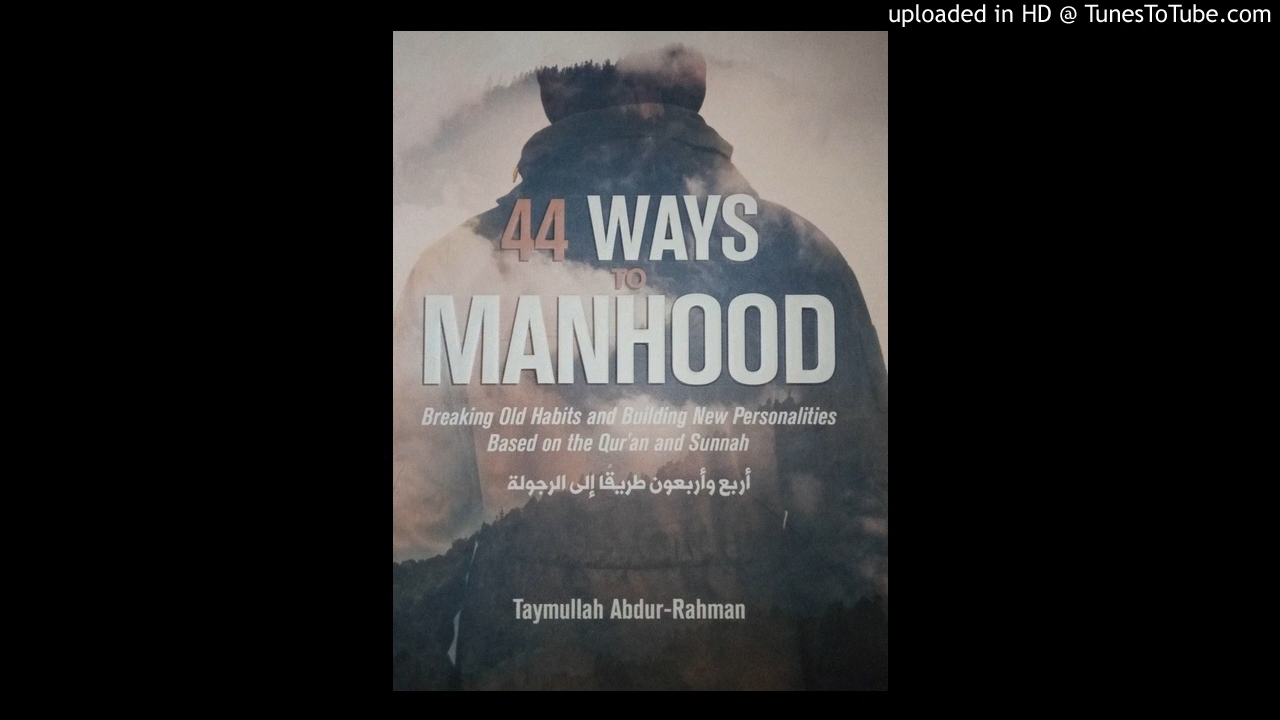 uploaded in HD @ TunesToTube.com
44 WAYS
TO
MANHOOD
Breaking Old Habits and Building New Personalities
Based on the Qur'an and Sunnah
أربع وأربعون طريقًا إلى الرجولة
Taymullah Abdur-Rahman